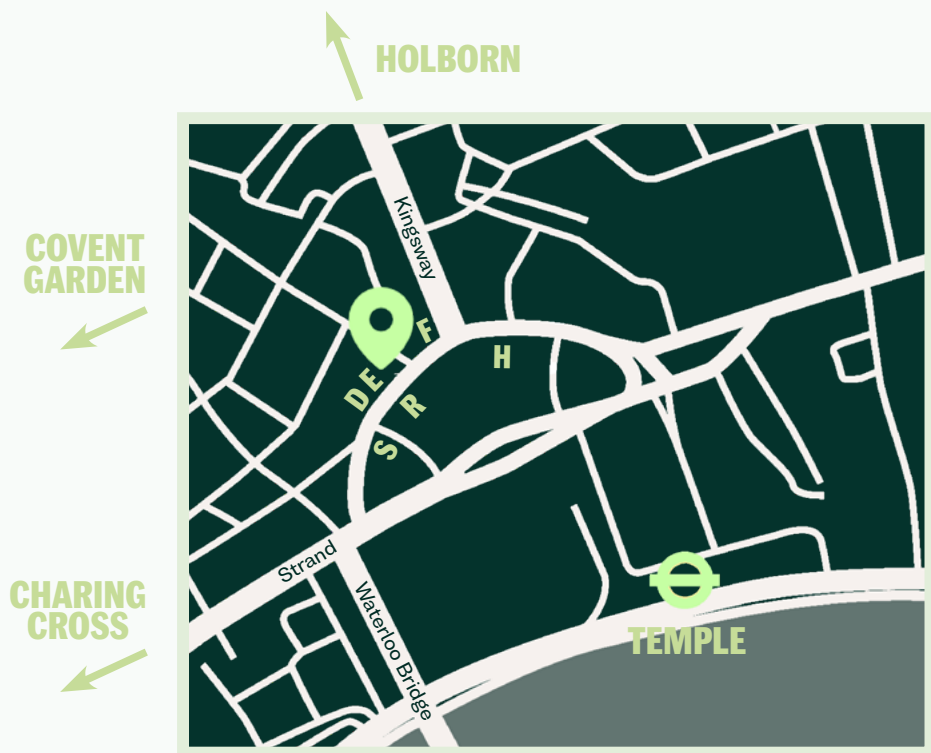 HOLBORN
COVENT
GARDEN
Kingsway
F
H
E
D
R
S
Strand
Waterloo Bridge
CHARING
CROSS
TEMPLE